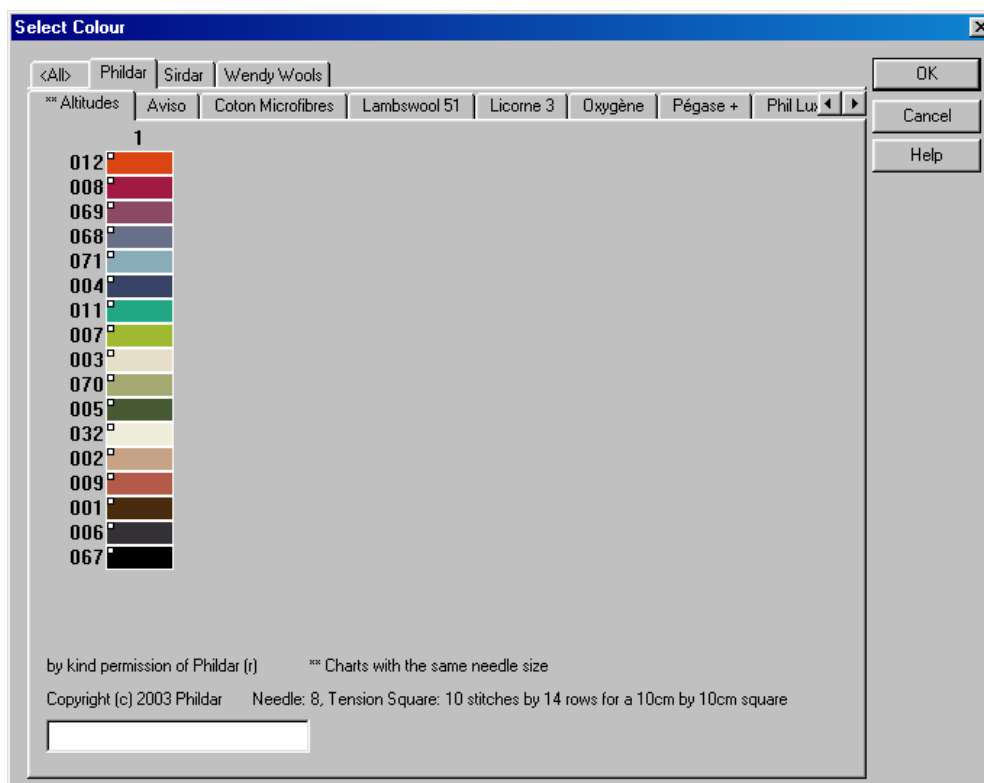 Select Colour
<All> Phildar Sirdar Wendy Wools
OK
** Altitudes Aviso Coton Microfibres Lambswool 51 Licorne 3 Oxygène Pégase + Phil Lu
Cancel
1
Help
012
008
069
068
071
004
011
007
003
070
005
032
002
009
001
006
067
by kind permission of Phildar (r) ** Charts with the same needle size
Copyright (c) 2003 Phildar Needle: 8, Tension Square: 10 stitches by 14 rows for a 10cm by 10cm square